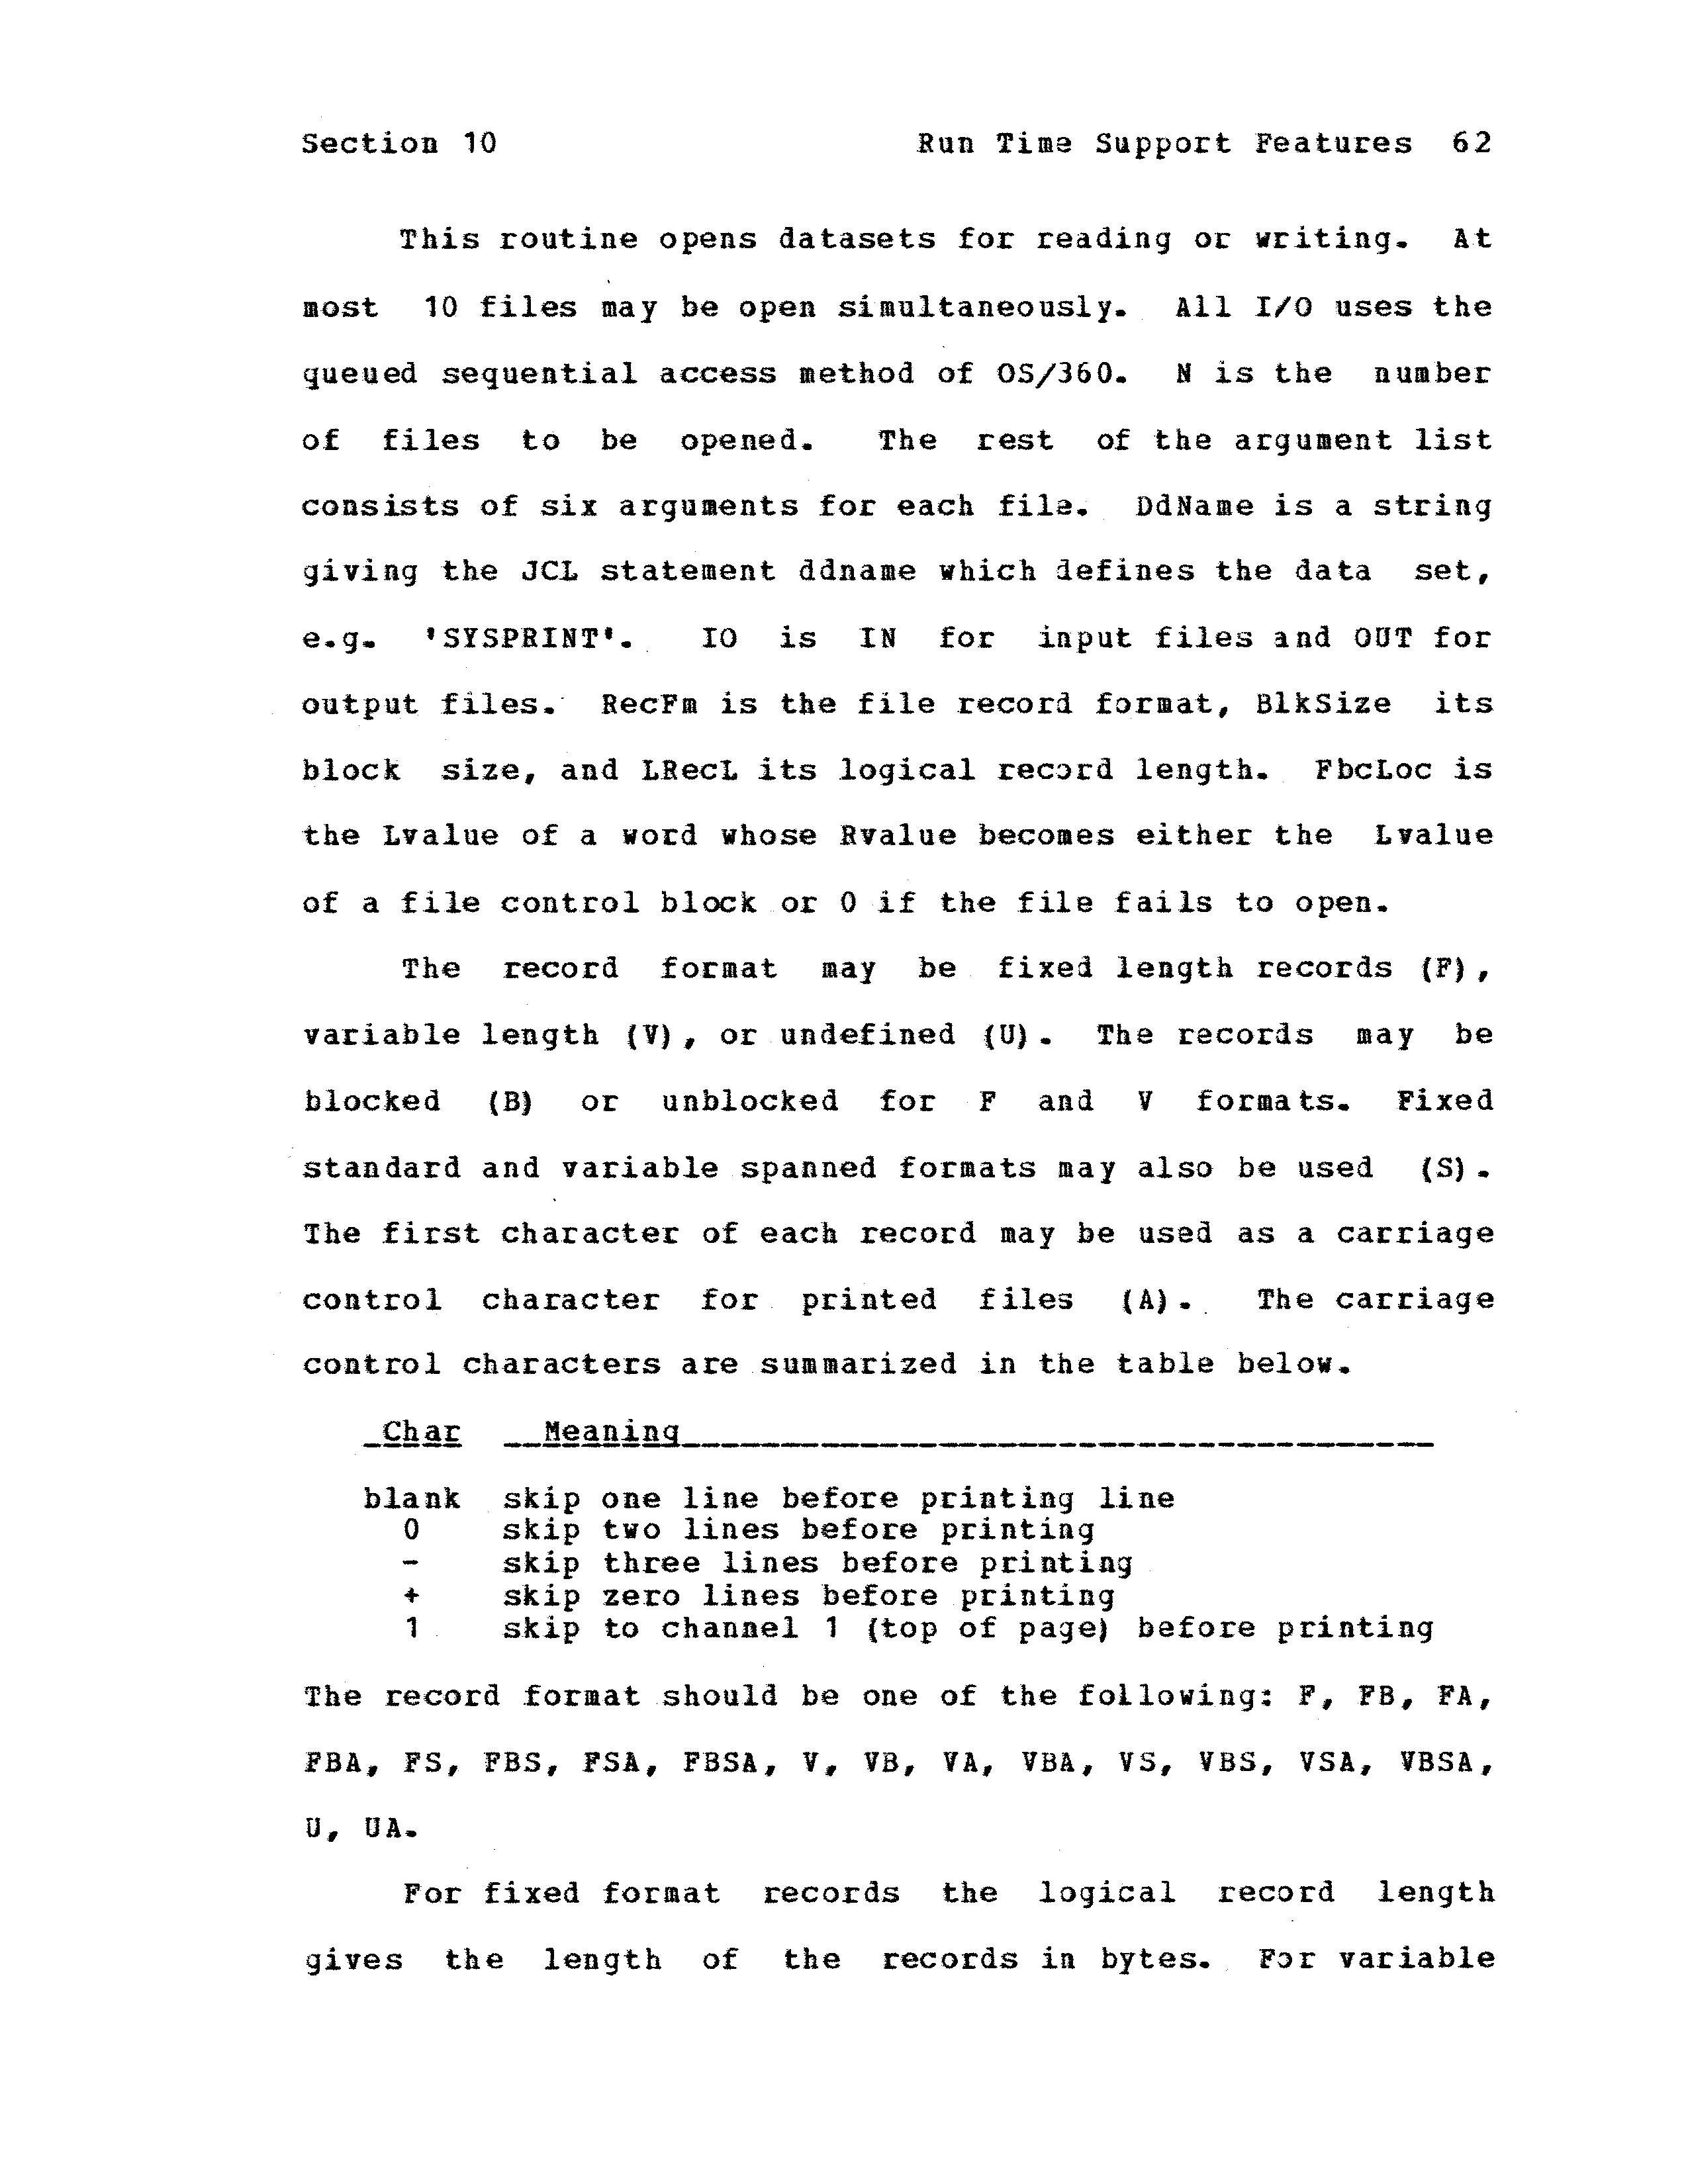 Section 10 Run Time Support Features 62
This routine opens datasets for reading or writing. At
most 10 files may be open simultaneously. All I/O uses the
queued sequential access method of OS/360. N is the number
of files to be opened. The rest of the argument list
consists of six arguments for each file. DdName is a string
giving the JCL statement ddname which defines the data set,
e.g. 'SYSPRINT'. IO is IN for input files and OUT for
output files. RecFm is the file record format, BlkSize its
block size, and LRecL its logical record length. FbcLoc is
the Lvalue of a word whose Rvalue becomes either the Lvalue
of a file control block or 0 if the file fails to open.
The record format may be fixed length records (F),
variable length (V), or undefined (U). The records may be
blocked (B) or unblocked for F and V formats. Fixed
standard and variable spanned formats may also be used (S).
The first character of each record may be used as a carriage
control character for printed files (A). The carriage
control characters are summarized in the table below.
Char Meaning
blank skip one line before printing line
0 skip two lines before printing
- skip three lines before printing
+ skip zero lines before printing
1 skip to channel 1 (top of page) before printing
The record format should be one of the following: F, FB, FA,
FBA, FS, FBS, FSA, FBSA, V, VB, VA, VBA, VS, VBS, VSA, VBSA,
U, UA.
For fixed format records the logical record length
gives the length of the records in bytes. For variable